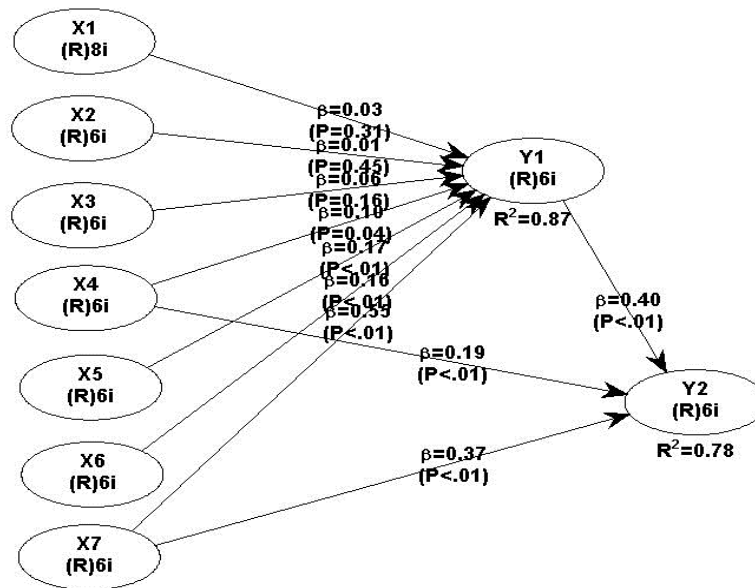 X1
(R)8i
X2
(R)6i
X3
(R)6i
X4
(R)6i
X5
(R)6i
X6
(R)6i
X7
(R)6i
β=0.03
(P=0.31)
β=0.01
(P=0.45)
β=0.06
(P=0.16)
β=0.10
(P=0.04)
β=0.17
(P<.01)
β=0.16
(P<.01)
β=0.55
(P<.01)
Y1
(R)6i
R²=0.87
β=0.40
(P<.01)
β=0.19
(P<.01)
β=0.37
(P<.01)
Y2
(R)6i
R²=0.78